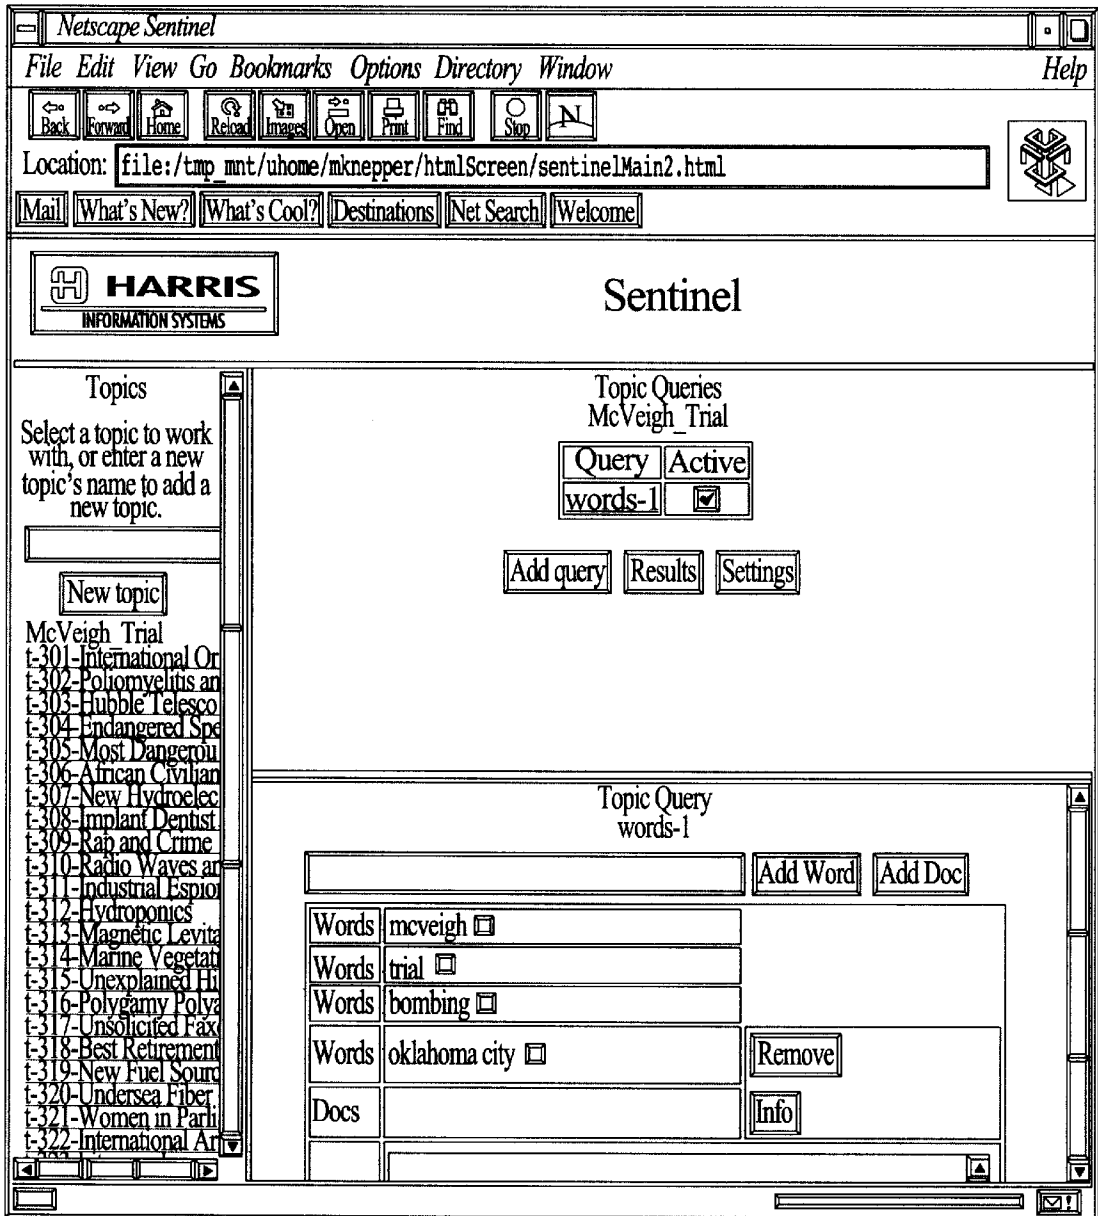 Netscape Sentinel
File Edit View Go Bookmarks Options Directory Window Help
Back Forward Home Reload Images Open Print Find Stop N
Location: file:/tmp_mnt/uhome/mknepper/htmlScreen/sentinelMain2.html
Mail What's New? What's Cool? Destinations Net Search Welcome
HARRIS
INFORMATION SYSTEMS
Sentinel
Topics
Select a topic to work
with, or enter a new
topic's name to add a
new topic.
New topic
McVeigh_Trial
t-301-International Or
t-302-Poliomyelitis an
t-303-Hubble Telesco
t-304-Endangered Spe
t-305-Most Dangerou
t-306-African Civilian
t-307-New Hydroelec
t-308-Implant Dentist
t-309-Rap and Crime
t-310-Radio Waves an
t-311-Industrial Espion
t-312-Hydroponics
t-313-Magnetic Levita
t-314-Marine Vegetati
t-315-Unexplained Hi
t-316-Polygamy Polya
t-317-Unsolicited Faxe
t-318-Best Retirement
t-319-New Fuel Sourc
t-320-Undersea Fiber
t-321-Women in Parli
t-322-International Ar
Topic Queries
McVeigh_Trial
Query Active
words-1
Add query Results Settings
Topic Query
words-1
Add Word Add Doc
Words mcveigh
Words trial
Words bombing
Words oklahoma city Remove
Docs Info